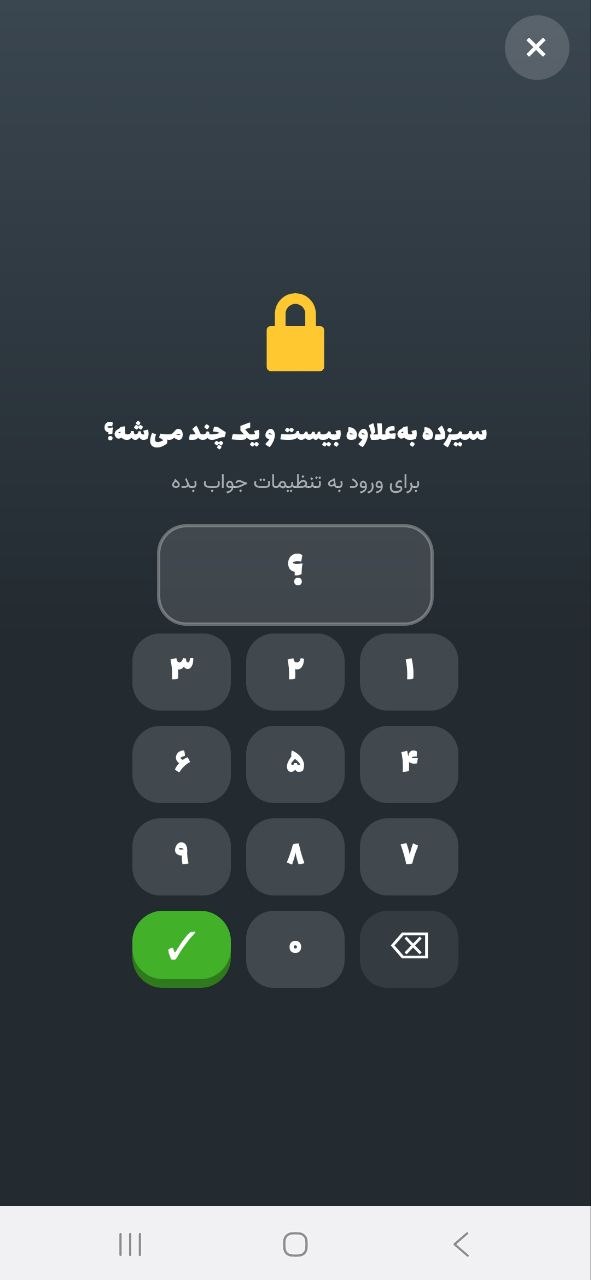 سیزده به‌علاوه بیست و یک چند می‌شه؟
برای ورود به تنظیمات جواب بده
؟
۱ ۲ ۳
۴ ۵ ۶
۷ ۸ ۹
۰ ✓